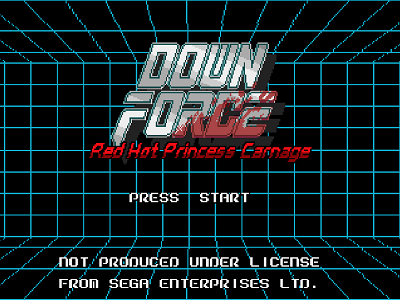 DOWN
FORCE
Red Hot Princess Carnage
PRESS START
NOT PRODUCED UNDER LICENSE
FROM SEGA ENTERPRISES LTD.